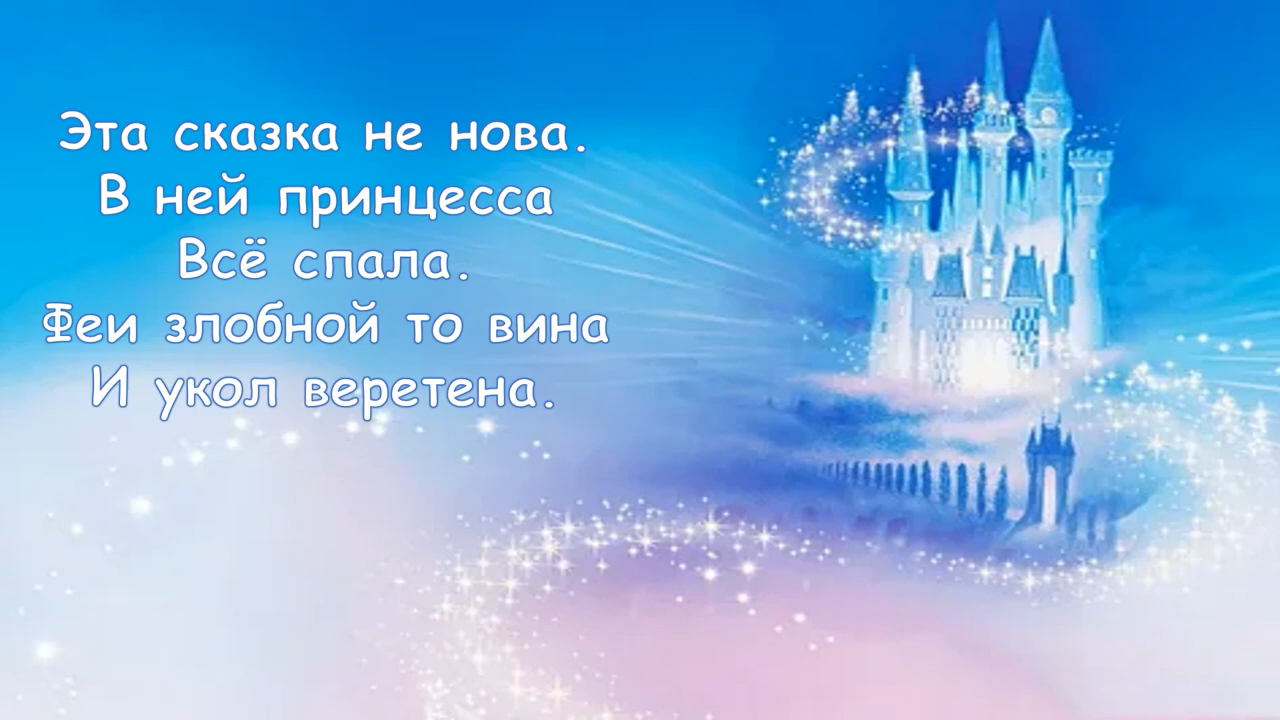 Эта сказка не нова.
В ней принцесса
Всё спала.
Феи злобной то вина
И укол веретена.